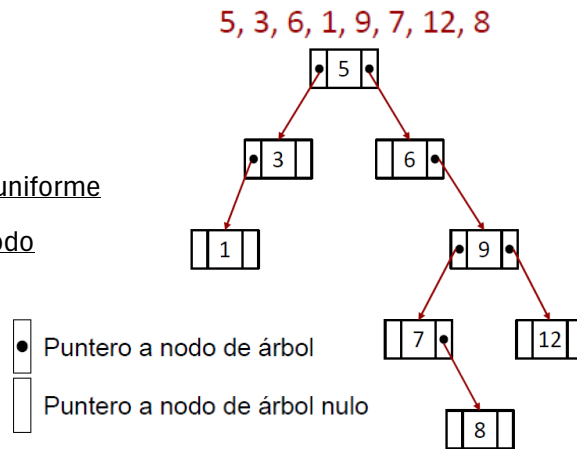 5, 3, 6, 1, 9, 7, 12, 8
5
3
6
uniforme
1
9
7
12
Puntero a nodo de árbol
Puntero a nodo de árbol nulo
8